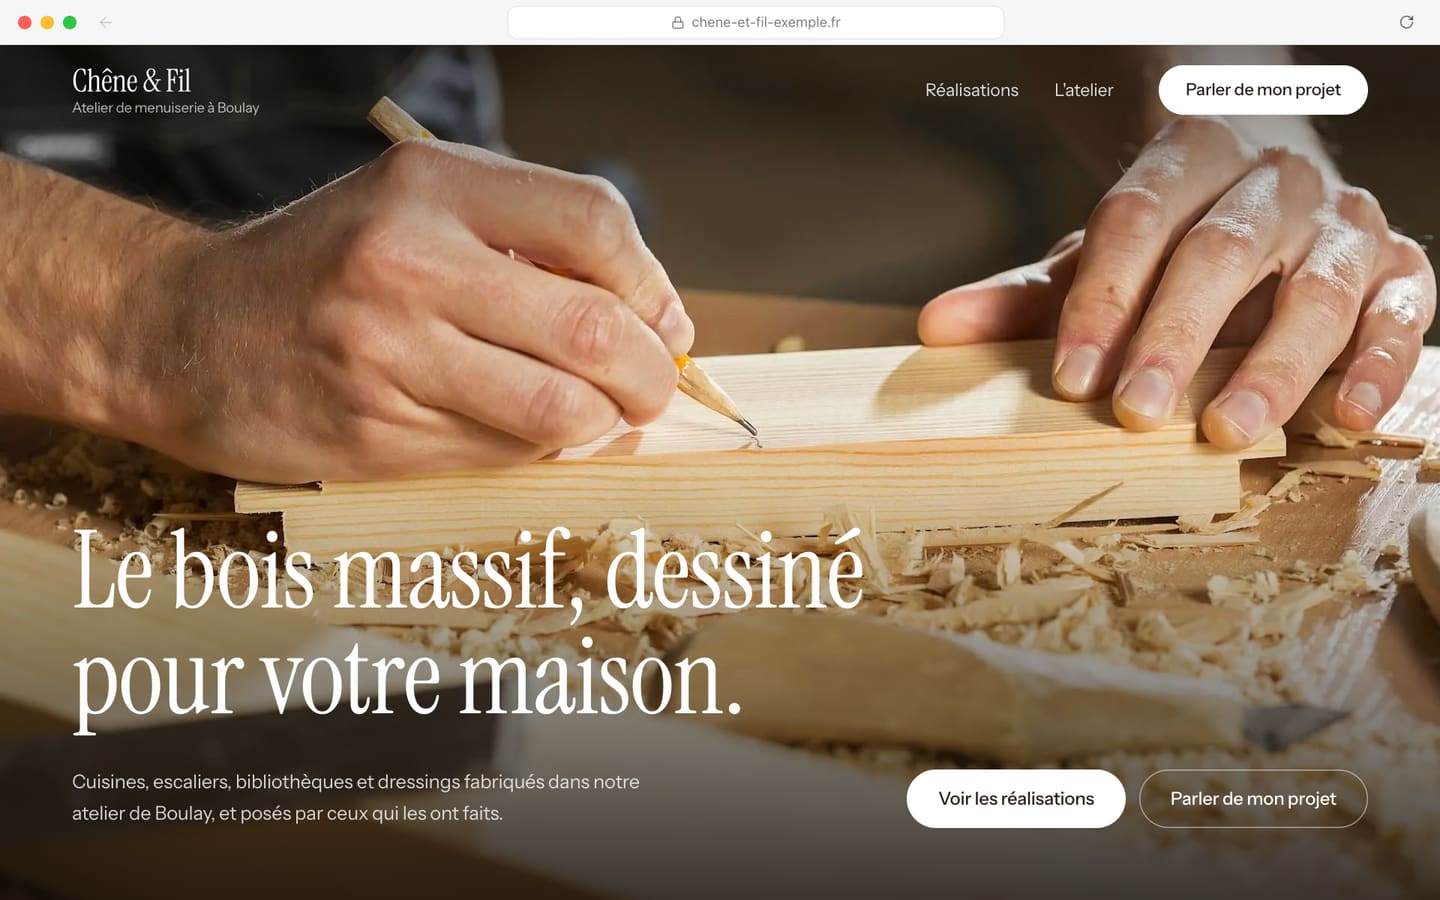 chene-et-fil-exemple.fr
Chêne & Fil
Atelier de menuiserie à Boulay
Réalisations
L'atelier
Parler de mon projet
Le bois massif, dessiné
pour votre maison.
Cuisines, escaliers, bibliothèques et dressings fabriqués dans notre
atelier de Boulay, et posés par ceux qui les ont faits.
Voir les réalisations
Parler de mon projet